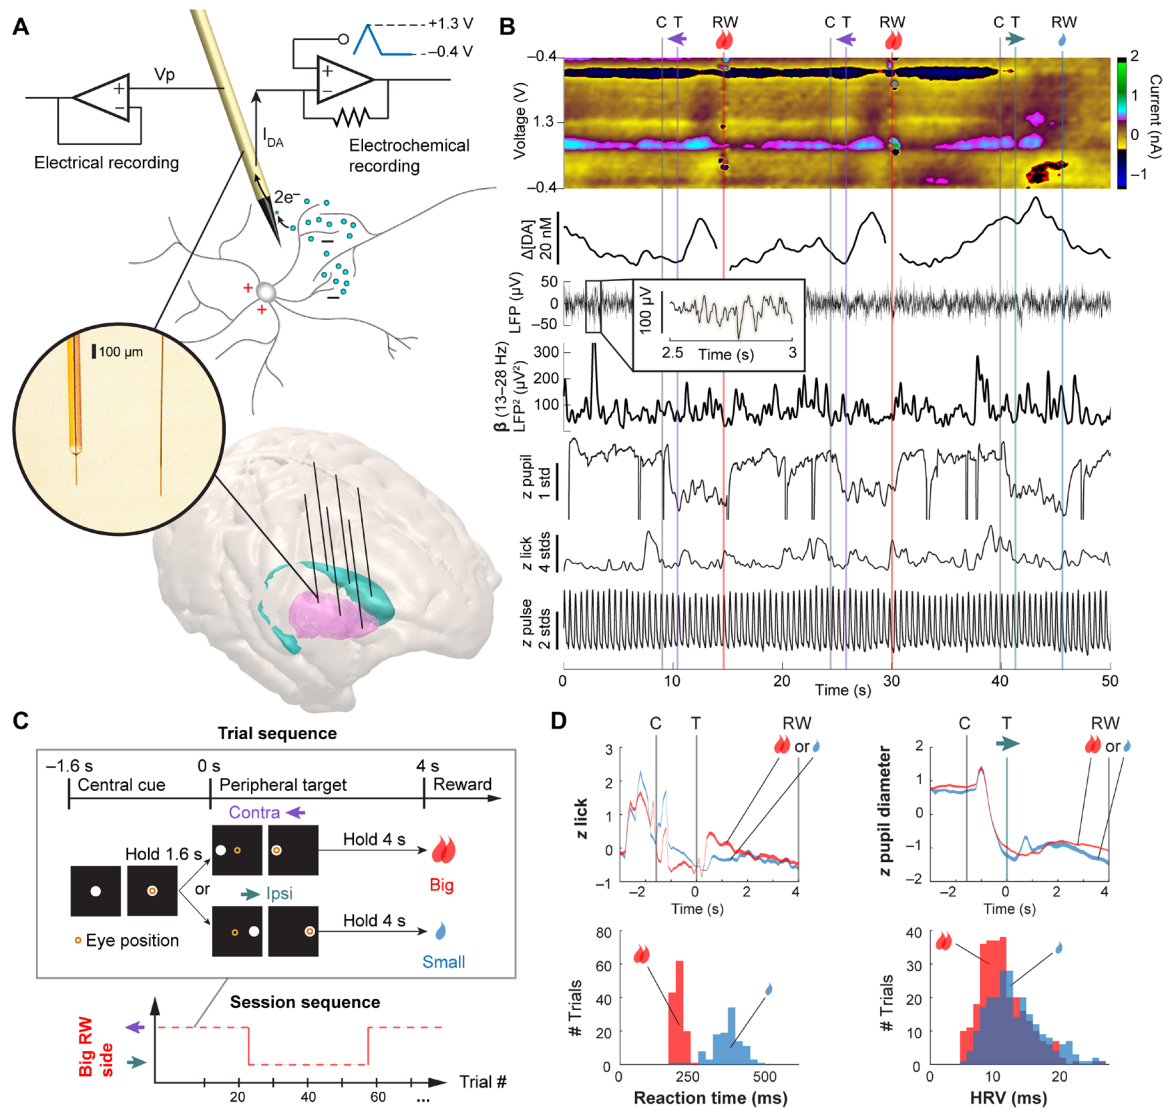 A
+1.3 V
−0.4 V
Vp
+
−
+
−
I_DA
Electrical recording
Electrochemical
recording
2e⁻
−
−
+
+
100 µm
B
C T RW C T RW C T RW
−0.4
1.3
−0.4
Voltage (V)
2
1
0
−1
Current (nA)
Δ[DA]
20 nM
50
0
−50
LFP (µV)
100 µV
2.5
3
Time (s)
300
200
100
β (13–28 Hz)
LFP² (µV²)
z pupil
1 std
z lick
4 stds
z pulse
2 stds
0 10 20 30 40 50
Time (s)
C
Trial sequence
−1.6 s 0 s 4 s
Central cue Peripheral target Reward
Contra
Hold 1.6 s
Hold 4 s
or
Big
Ipsi
Hold 4 s
Eye position
Small
Session sequence
Big RW
side
20 40 60 ...
Trial #
D
C T RW
or
3
2
1
0
−1
z lick
−2 0 2 4
Time (s)
C T RW
or
2
1
0
−1
−2
z pupil diameter
−2 0 2 4
Time (s)
80
60
40
20
0
# Trials
0 250 500
Reaction time (ms)
40
30
20
10
0
# Trials
0 10 20
HRV (ms)